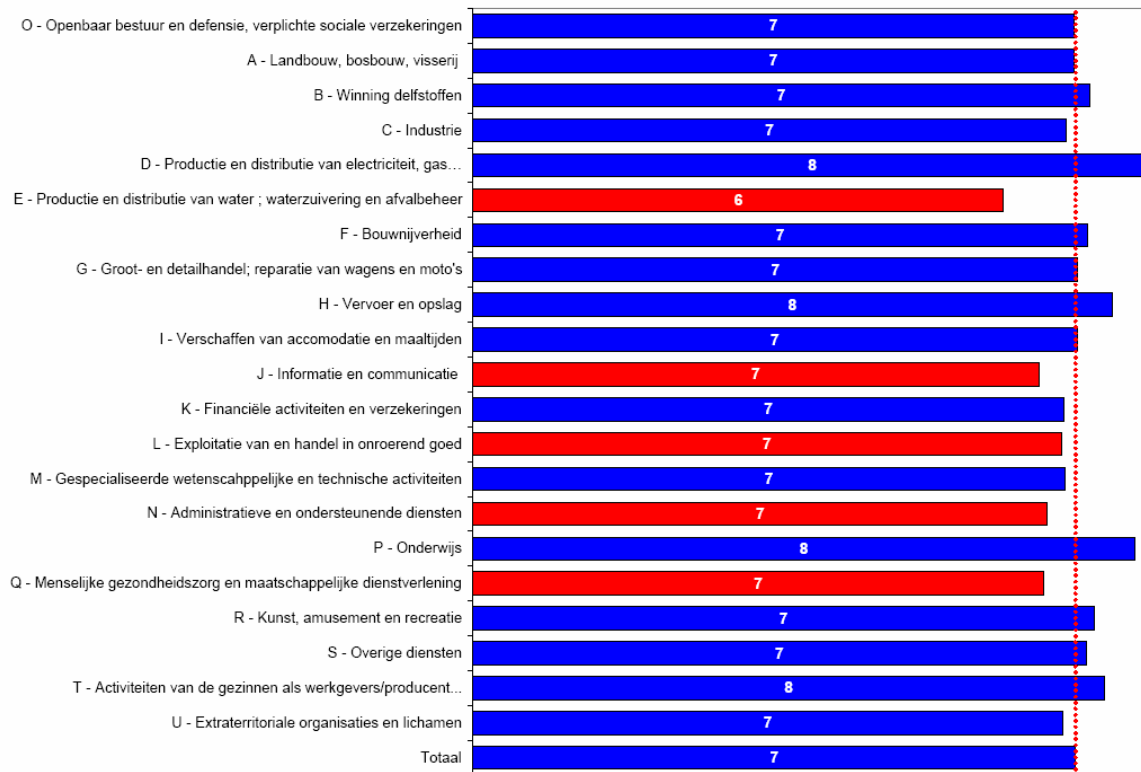 O - Openbaar bestuur en defensie, verplichte sociale verzekeringen 7
A - Landbouw, bosbouw, visserij 7
B - Winning delfstoffen 7
C - Industrie 7
D - Productie en distributie van electriciteit, gas… 8
E - Productie en distributie van water ; waterzuivering en afvalbeheer 6
F - Bouwnijverheid 7
G - Groot- en detailhandel; reparatie van wagens en moto's 7
H - Vervoer en opslag 8
I - Verschaffen van accomodatie en maaltijden 7
J - Informatie en communicatie 7
K - Financiële activiteiten en verzekeringen 7
L - Exploitatie van en handel in onroerend goed 7
M - Gespecialiseerde wetenscahppelijke en technische activiteiten 7
N - Administratieve en ondersteunende diensten 7
P - Onderwijs 8
Q - Menselijke gezondheidszorg en maatschappelijke dienstverlening 7
R - Kunst, amusement en recreatie 7
S - Overige diensten 7
T - Activiteiten van de gezinnen als werkgevers/producent... 8
U - Extraterritoriale organisaties en lichamen 7
Totaal 7